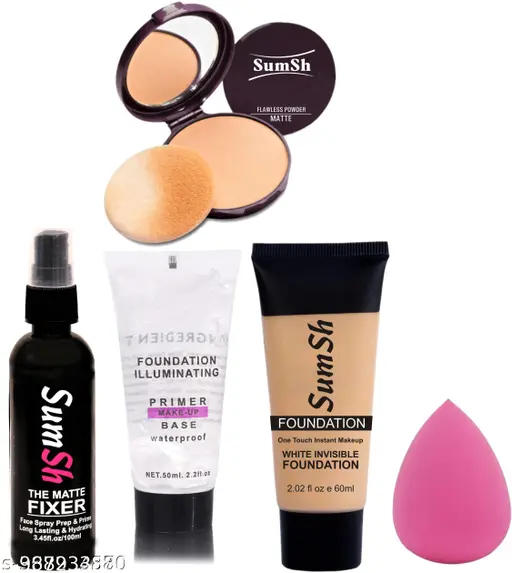 SumSh
FLAWLESS POWDER
MATTE
SumSh
THE MATTE
FIXER
Face Spray Prep & Prime
Long Lasting & Hydrating
3.45fl.oz/100ml
FOUNDATION
ILLUMINATING
PRIMER
MAKE-UP
BASE
waterproof
NET.50ml. 2.2fl.oz
SumSh
FOUNDATION
One Touch Instant Makeup
WHITE INVISIBLE
FOUNDATION
2.02 fl oz e 60ml